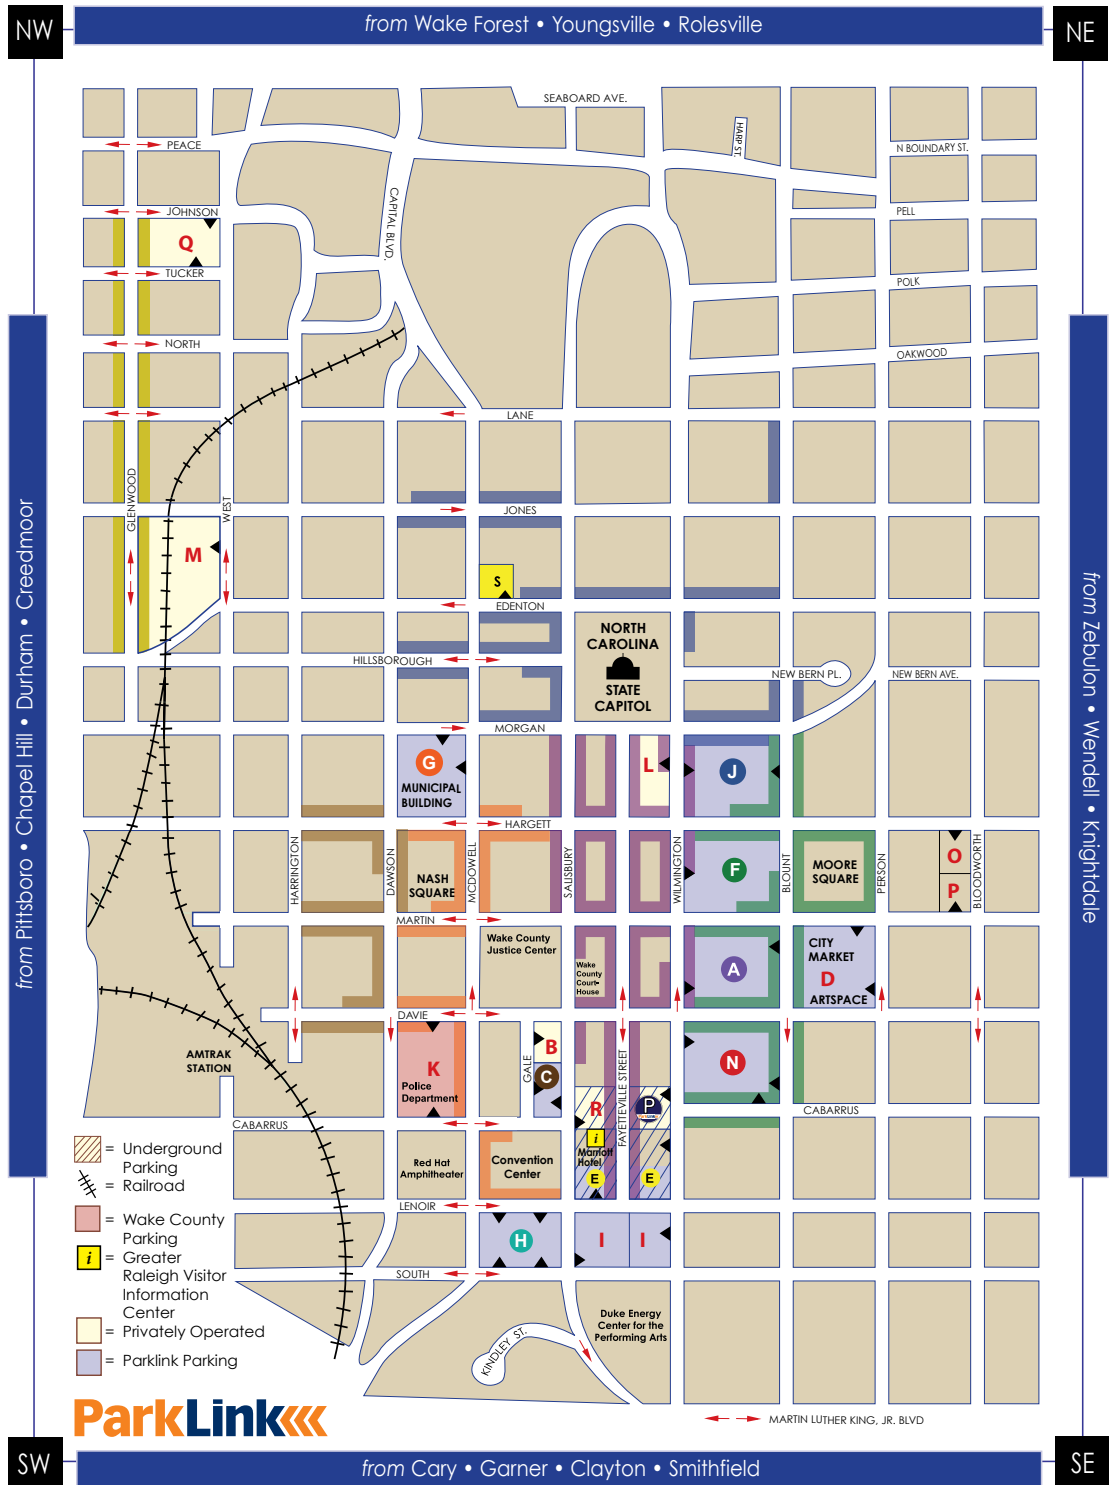 NW
from Wake Forest • Youngsville • Rolesville
NE
SEABOARD AVE.
HARP ST.
PEACE
N BOUNDARY ST.
CAPITAL BLVD.
JOHNSON
PELL
Q
TUCKER
POLK
NORTH
OAKWOOD
LANE
GLENWOOD
WEST
JONES
M
S
EDENTON
NORTH
CAROLINA
STATE
CAPITOL
HILLSBOROUGH
NEW BERN PL.
NEW BERN AVE.
MORGAN
G
MUNICIPAL
BUILDING
L
J
HARGETT
HARRINGTON
DAWSON
MCDOWELL
SALISBURY
WILMINGTON
BLOUNT
PERSON
BLOODWORTH
NASH
SQUARE
F
MOORE
SQUARE
O
P
MARTIN
Wake County
Justice Center
Wake
County
Court-
House
A
CITY
MARKET
D
ARTSPACE
DAVIE
AMTRAK
STATION
K
Police
Department
GALE
B
C
FAYETTEVILLE STREET
N
R
P
ParkLink
CABARRUS
CABARRUS
i
Marriott
Hotel
E
E
Red Hat
Amphitheater
Convention
Center
LENOIR
H
I
I
SOUTH
KINDLEY ST.
Duke Energy
Center for the
Performing Arts
MARTIN LUTHER KING, JR. BLVD
= Underground
Parking
= Railroad
= Wake County
Parking
i = Greater
Raleigh Visitor
Information
Center
= Privately Operated
= Parklink Parking
ParkLink
from Pittsboro • Chapel Hill • Durham • Creedmoor
from Zebulon • Wendell • Knightdale
SW
from Cary • Garner • Clayton • Smithfield
SE